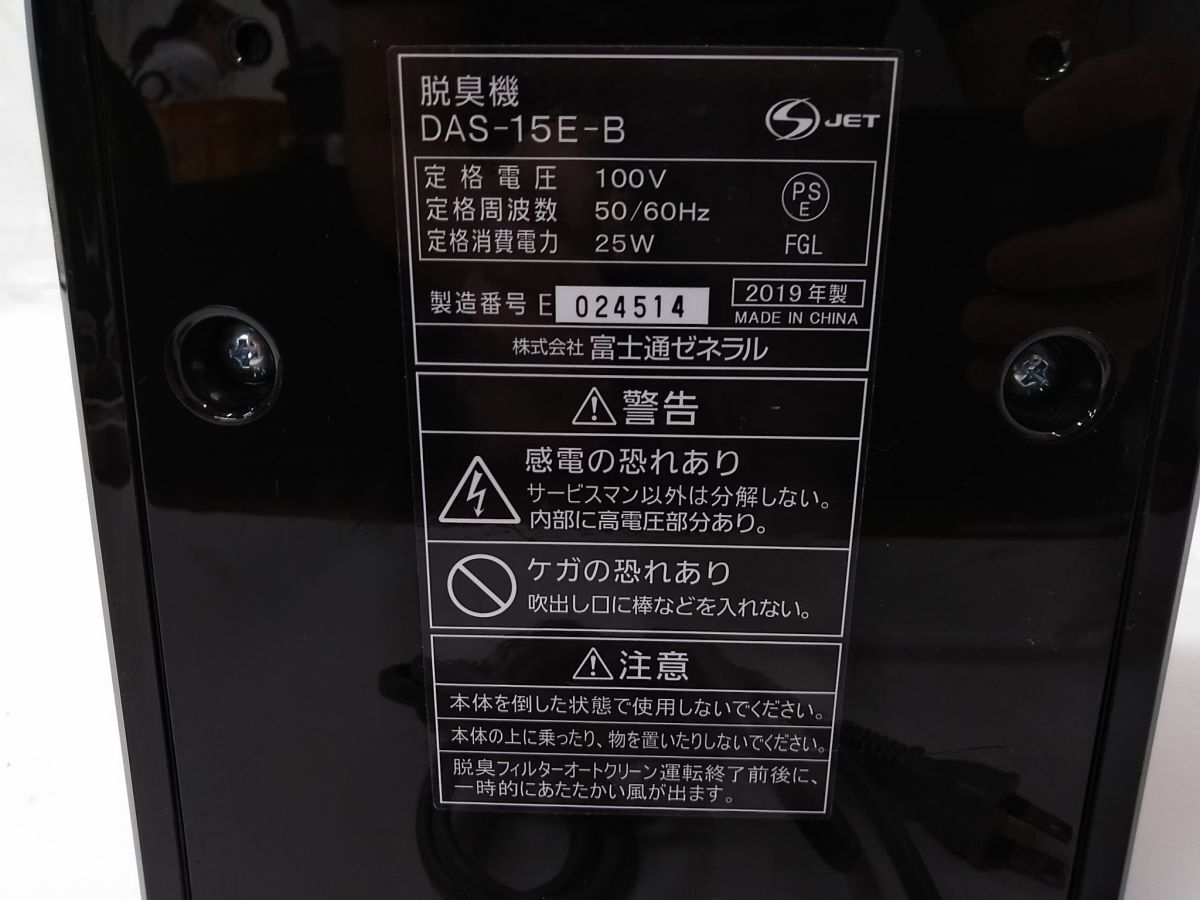 脱臭機
DAS-15E-B
S JET
定格電圧 100V
定格周波数 50/60Hz
定格消費電力 25W
PS
E
FGL
製造番号 E 024514
2019年製
MADE IN CHINA
株式会社 富士通ゼネラル
警告
感電の恐れあり
サービスマン以外は分解しない。
内部に高電圧部分あり。
ケガの恐れあり
吹出し口に棒などを入れない。
注意
本体を倒した状態で使用しないでください。
本体の上に乗ったり、物を置いたりしないでください。
脱臭フィルターオートクリーン運転終了前後に、
一時的にあたたかい風が出ます。